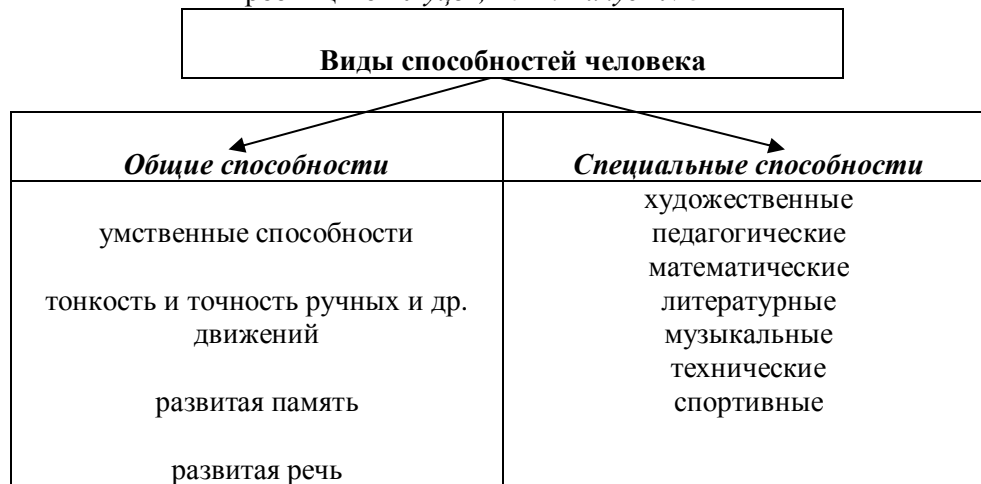 Виды способностей человека
Общие способности
Специальные способности
умственные способности
тонкость и точность ручных и др.
движений
развитая память
развитая речь
художественные
педагогические
математические
литературные
музыкальные
технические
спортивные